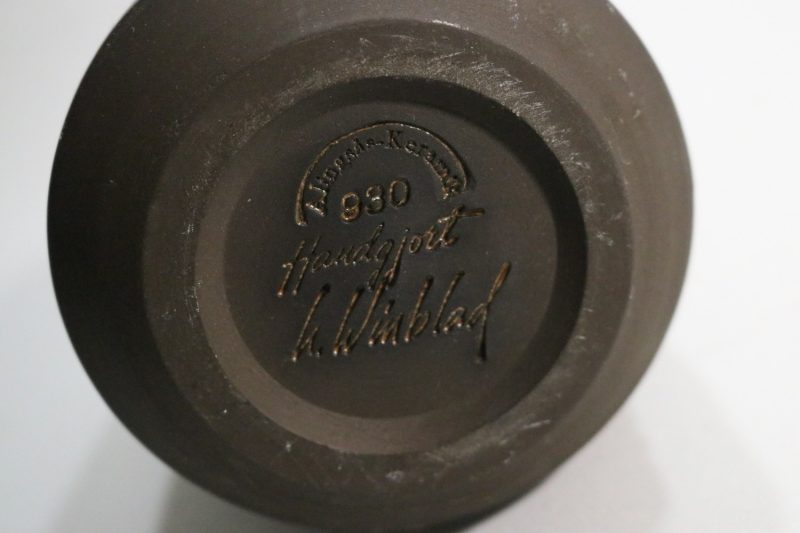 Alingsås-Keramik
930
Handgjort
h. Winblad